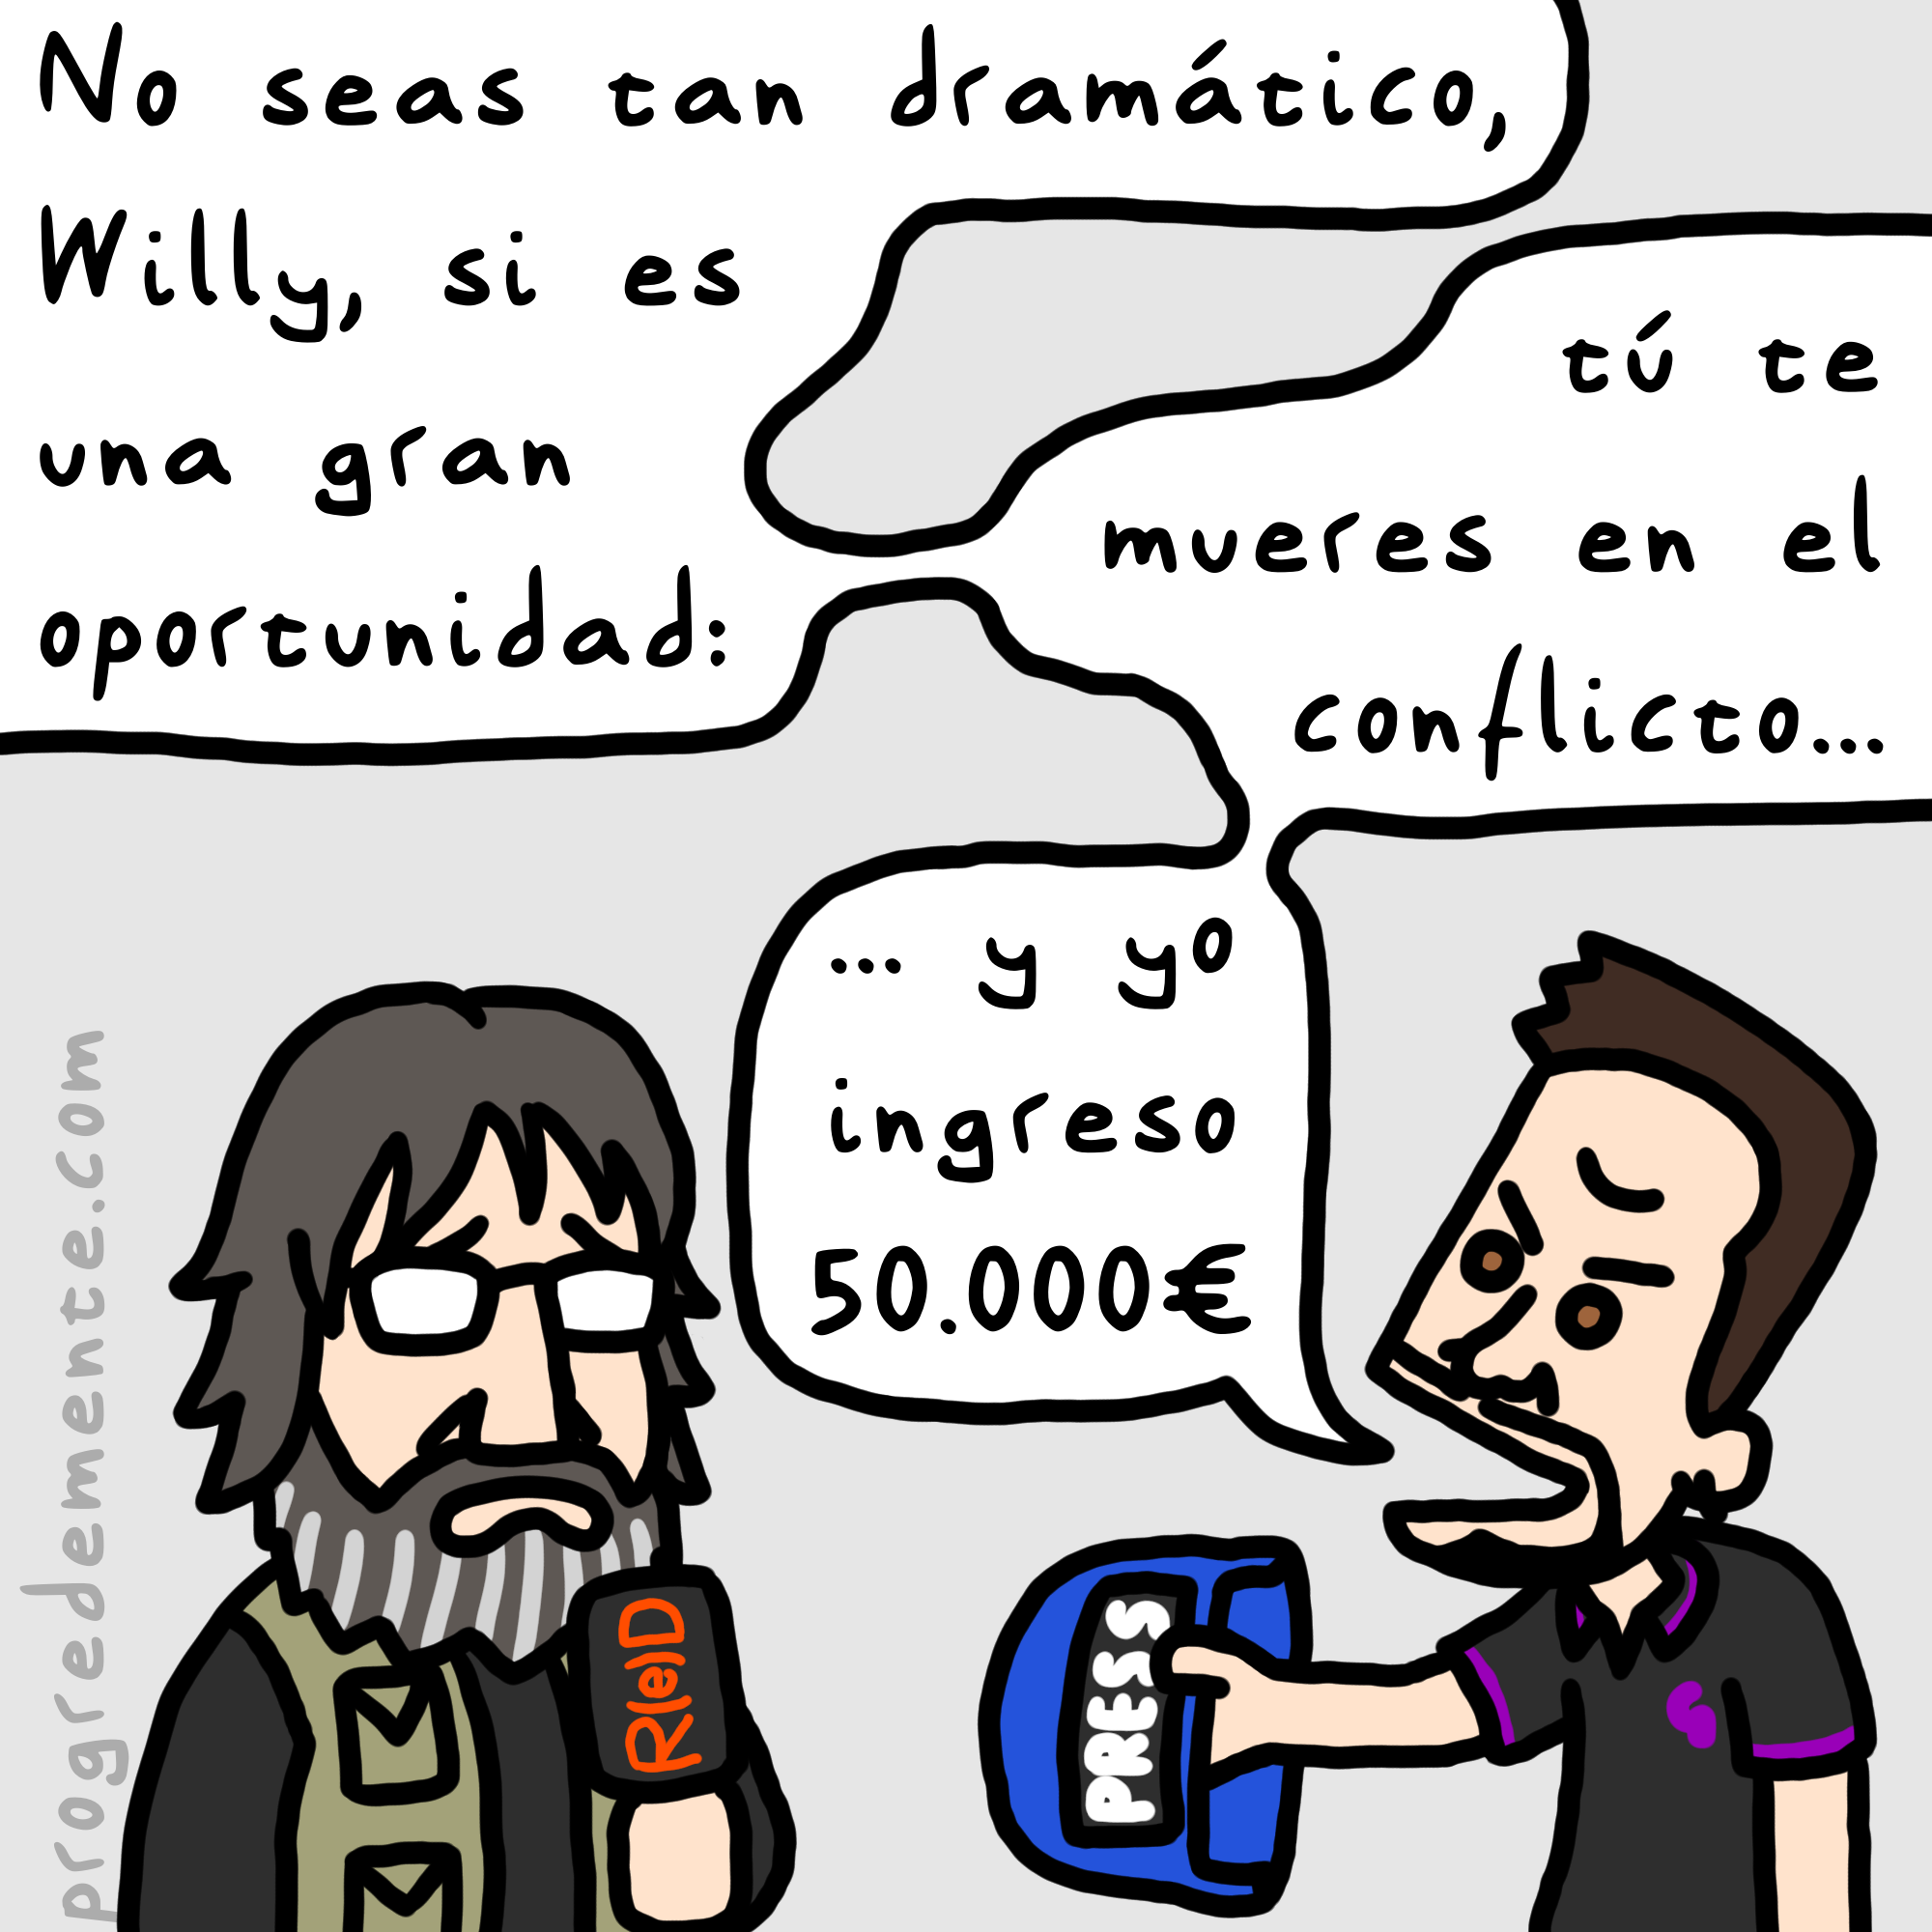 No seas tan dramático,
Willy, si es
una gran
oportunidad:
tú te
mueres en el
conflicto...
... y yo
ingreso
50.000€
progredemente.com
ReïD
PRESS